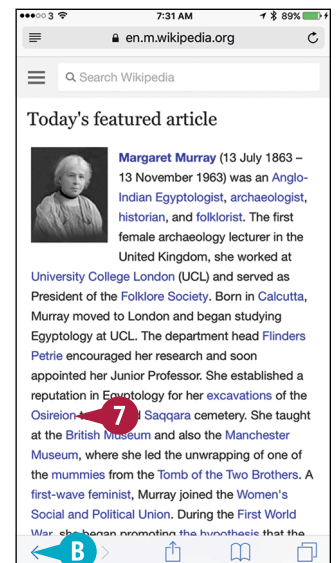 3 7:31 AM 89%
en.m.wikipedia.org
Search Wikipedia
Today's featured article
Margaret Murray (13 July 1863 –
13 November 1963) was an Anglo-
Indian Egyptologist, archaeologist,
historian, and folklorist. The first
female archaeology lecturer in the
United Kingdom, she worked at
University College London (UCL) and served as
President of the Folklore Society. Born in Calcutta,
Murray moved to London and began studying
Egyptology at UCL. The department head Flinders
Petrie encouraged her research and soon
appointed her Junior Professor. She established a
reputation in Egyptology for her excavations of the
Osireion 7 Saqqara cemetery. She taught
at the British Museum and also the Manchester
Museum, where she led the unwrapping of one of
the mummies from the Tomb of the Two Brothers. A
first-wave feminist, Murray joined the Women's
Social and Political Union. During the First World
War, she began promoting the hypothesis that the
B